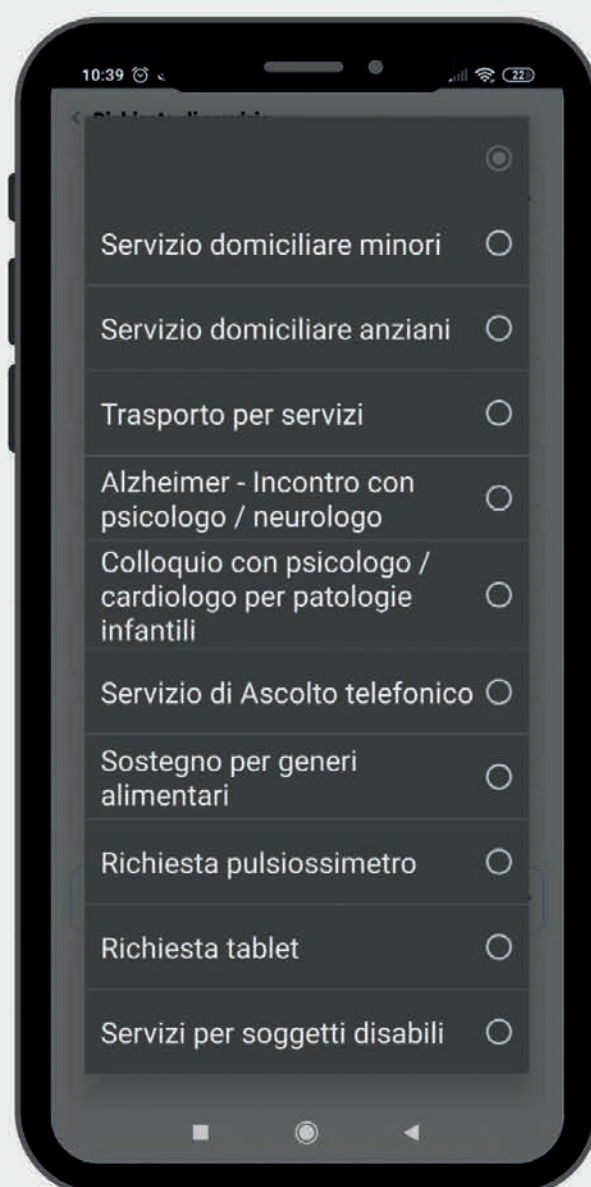 10:39
22
Servizio domiciliare minori
Servizio domiciliare anziani
Trasporto per servizi
Alzheimer - Incontro con
psicologo / neurologo
Colloquio con psicologo /
cardiologo per patologie
infantili
Servizio di Ascolto telefonico
Sostegno per generi
alimentari
Richiesta pulsiossimetro
Richiesta tablet
Servizi per soggetti disabili